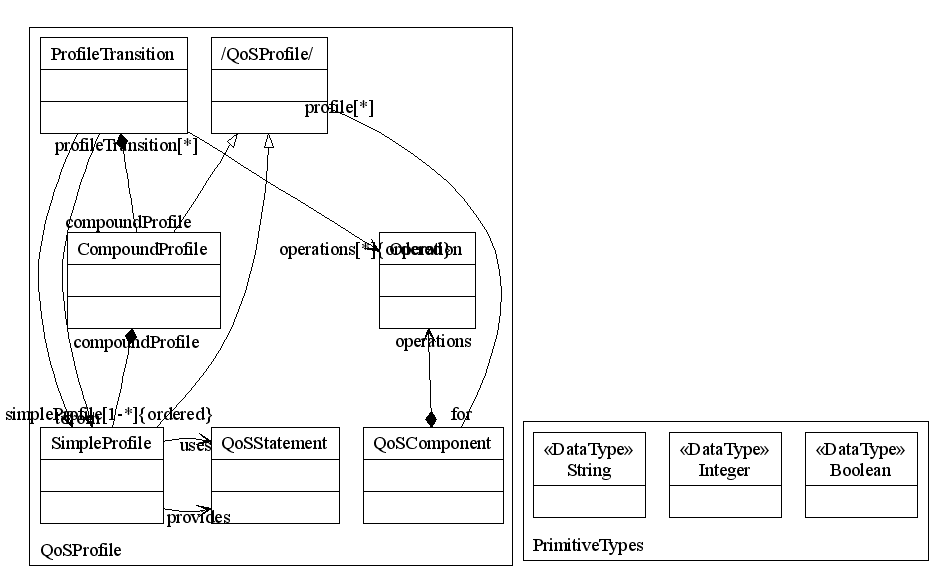 ProfileTransition
/QoSProfile/
profile[*]
profileTransition[*]
compoundProfile
CompoundProfile
operations[*]{ordered}
Operation
compoundProfile
operations
simpleProfile[1-*]{ordered}
for
SimpleProfile
uses
QoSStatement
QoSComponent
provides
QoSProfile
«DataType»
String
«DataType»
Integer
«DataType»
Boolean
PrimitiveTypes